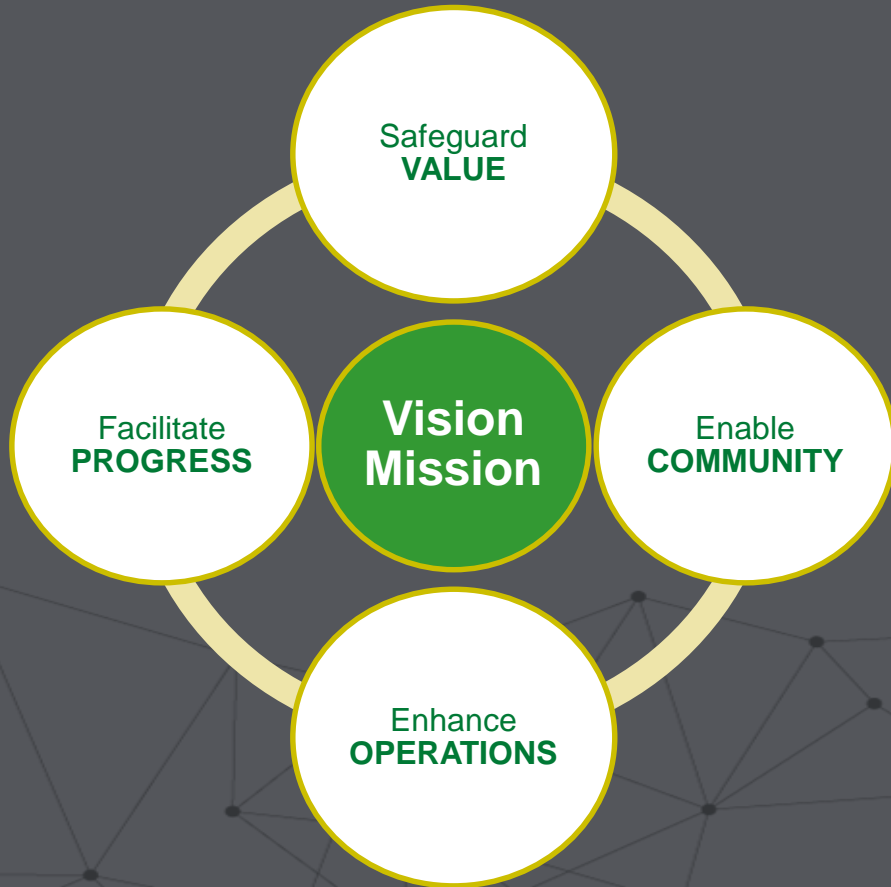 Safeguard
VALUE
Facilitate
PROGRESS
Vision
Mission
Enable
COMMUNITY
Enhance
OPERATIONS